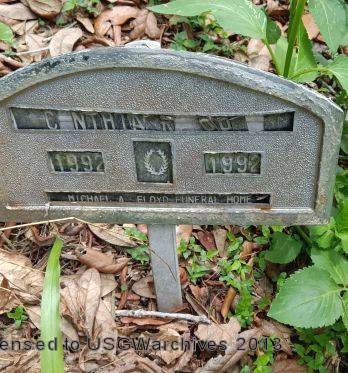 C NTHIA R
1992 1992
MICHAEL A. FLOYD FUNERAL HOME
ensed to USGWarchives 2013